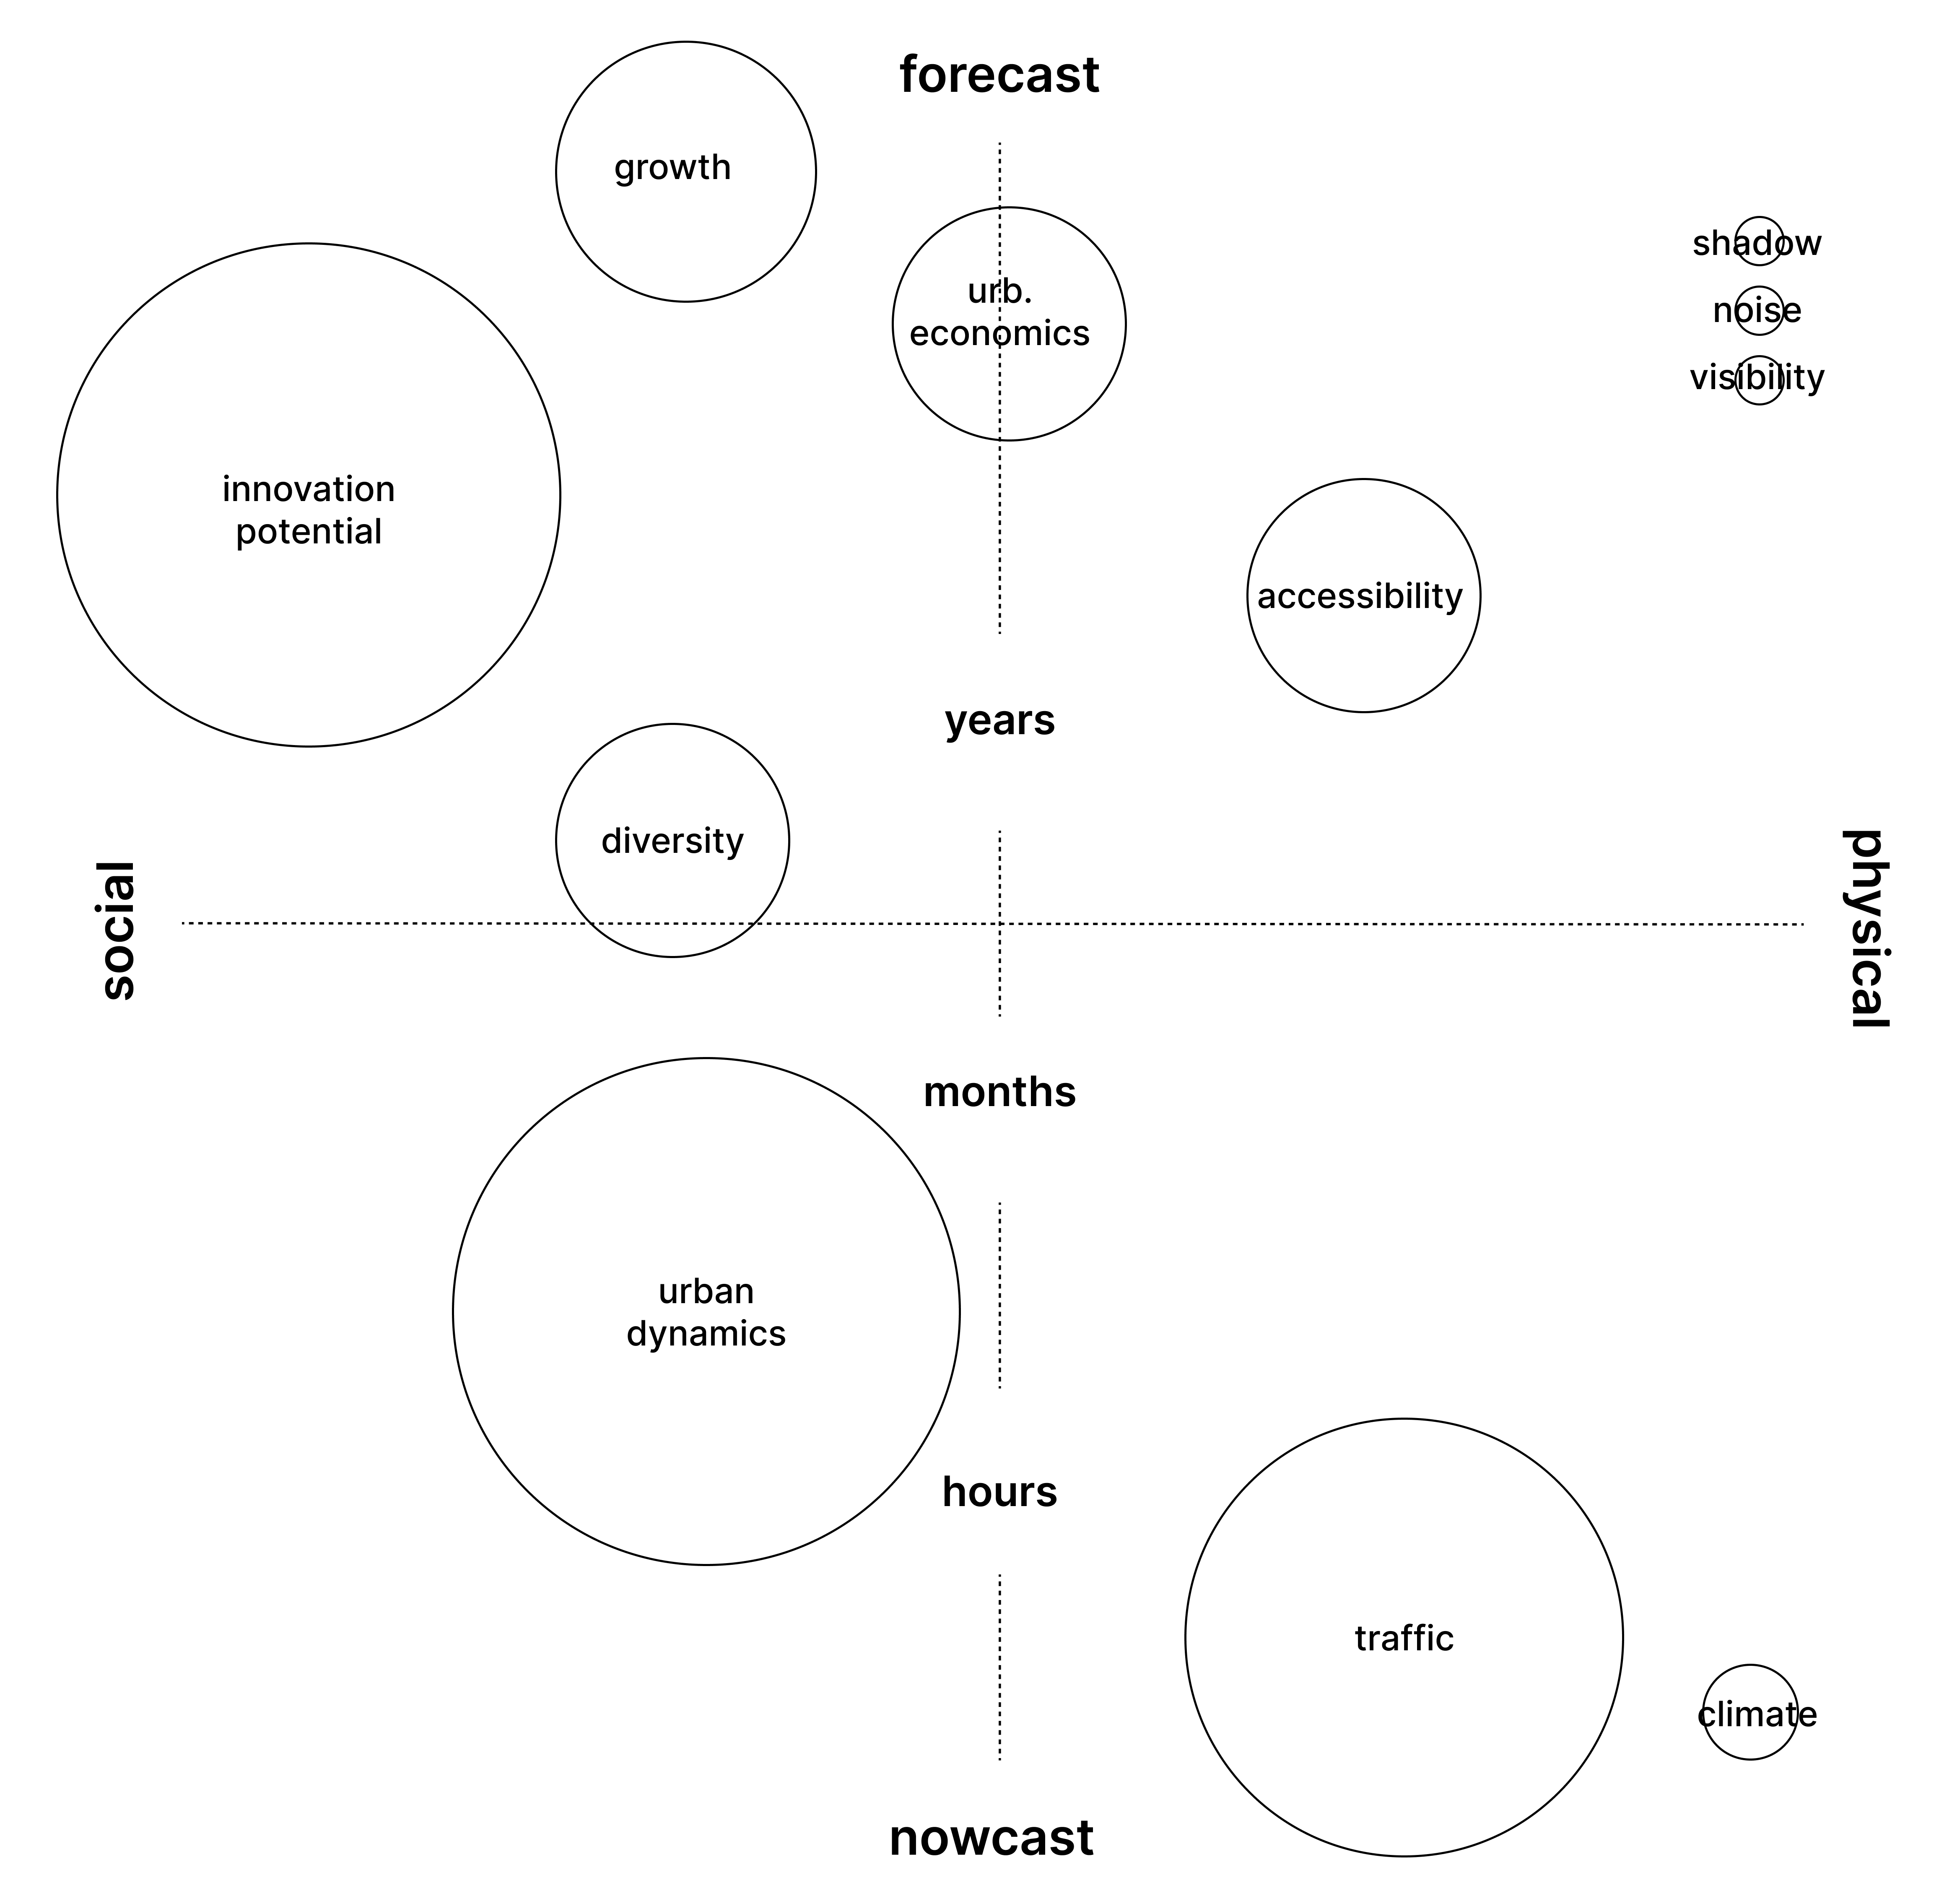 forecast
growth
shadow
urb.
economics
noise
visibility
innovation
potential
accessibility
years
diversity
social
physical
months
urban
dynamics
hours
traffic
climate
nowcast